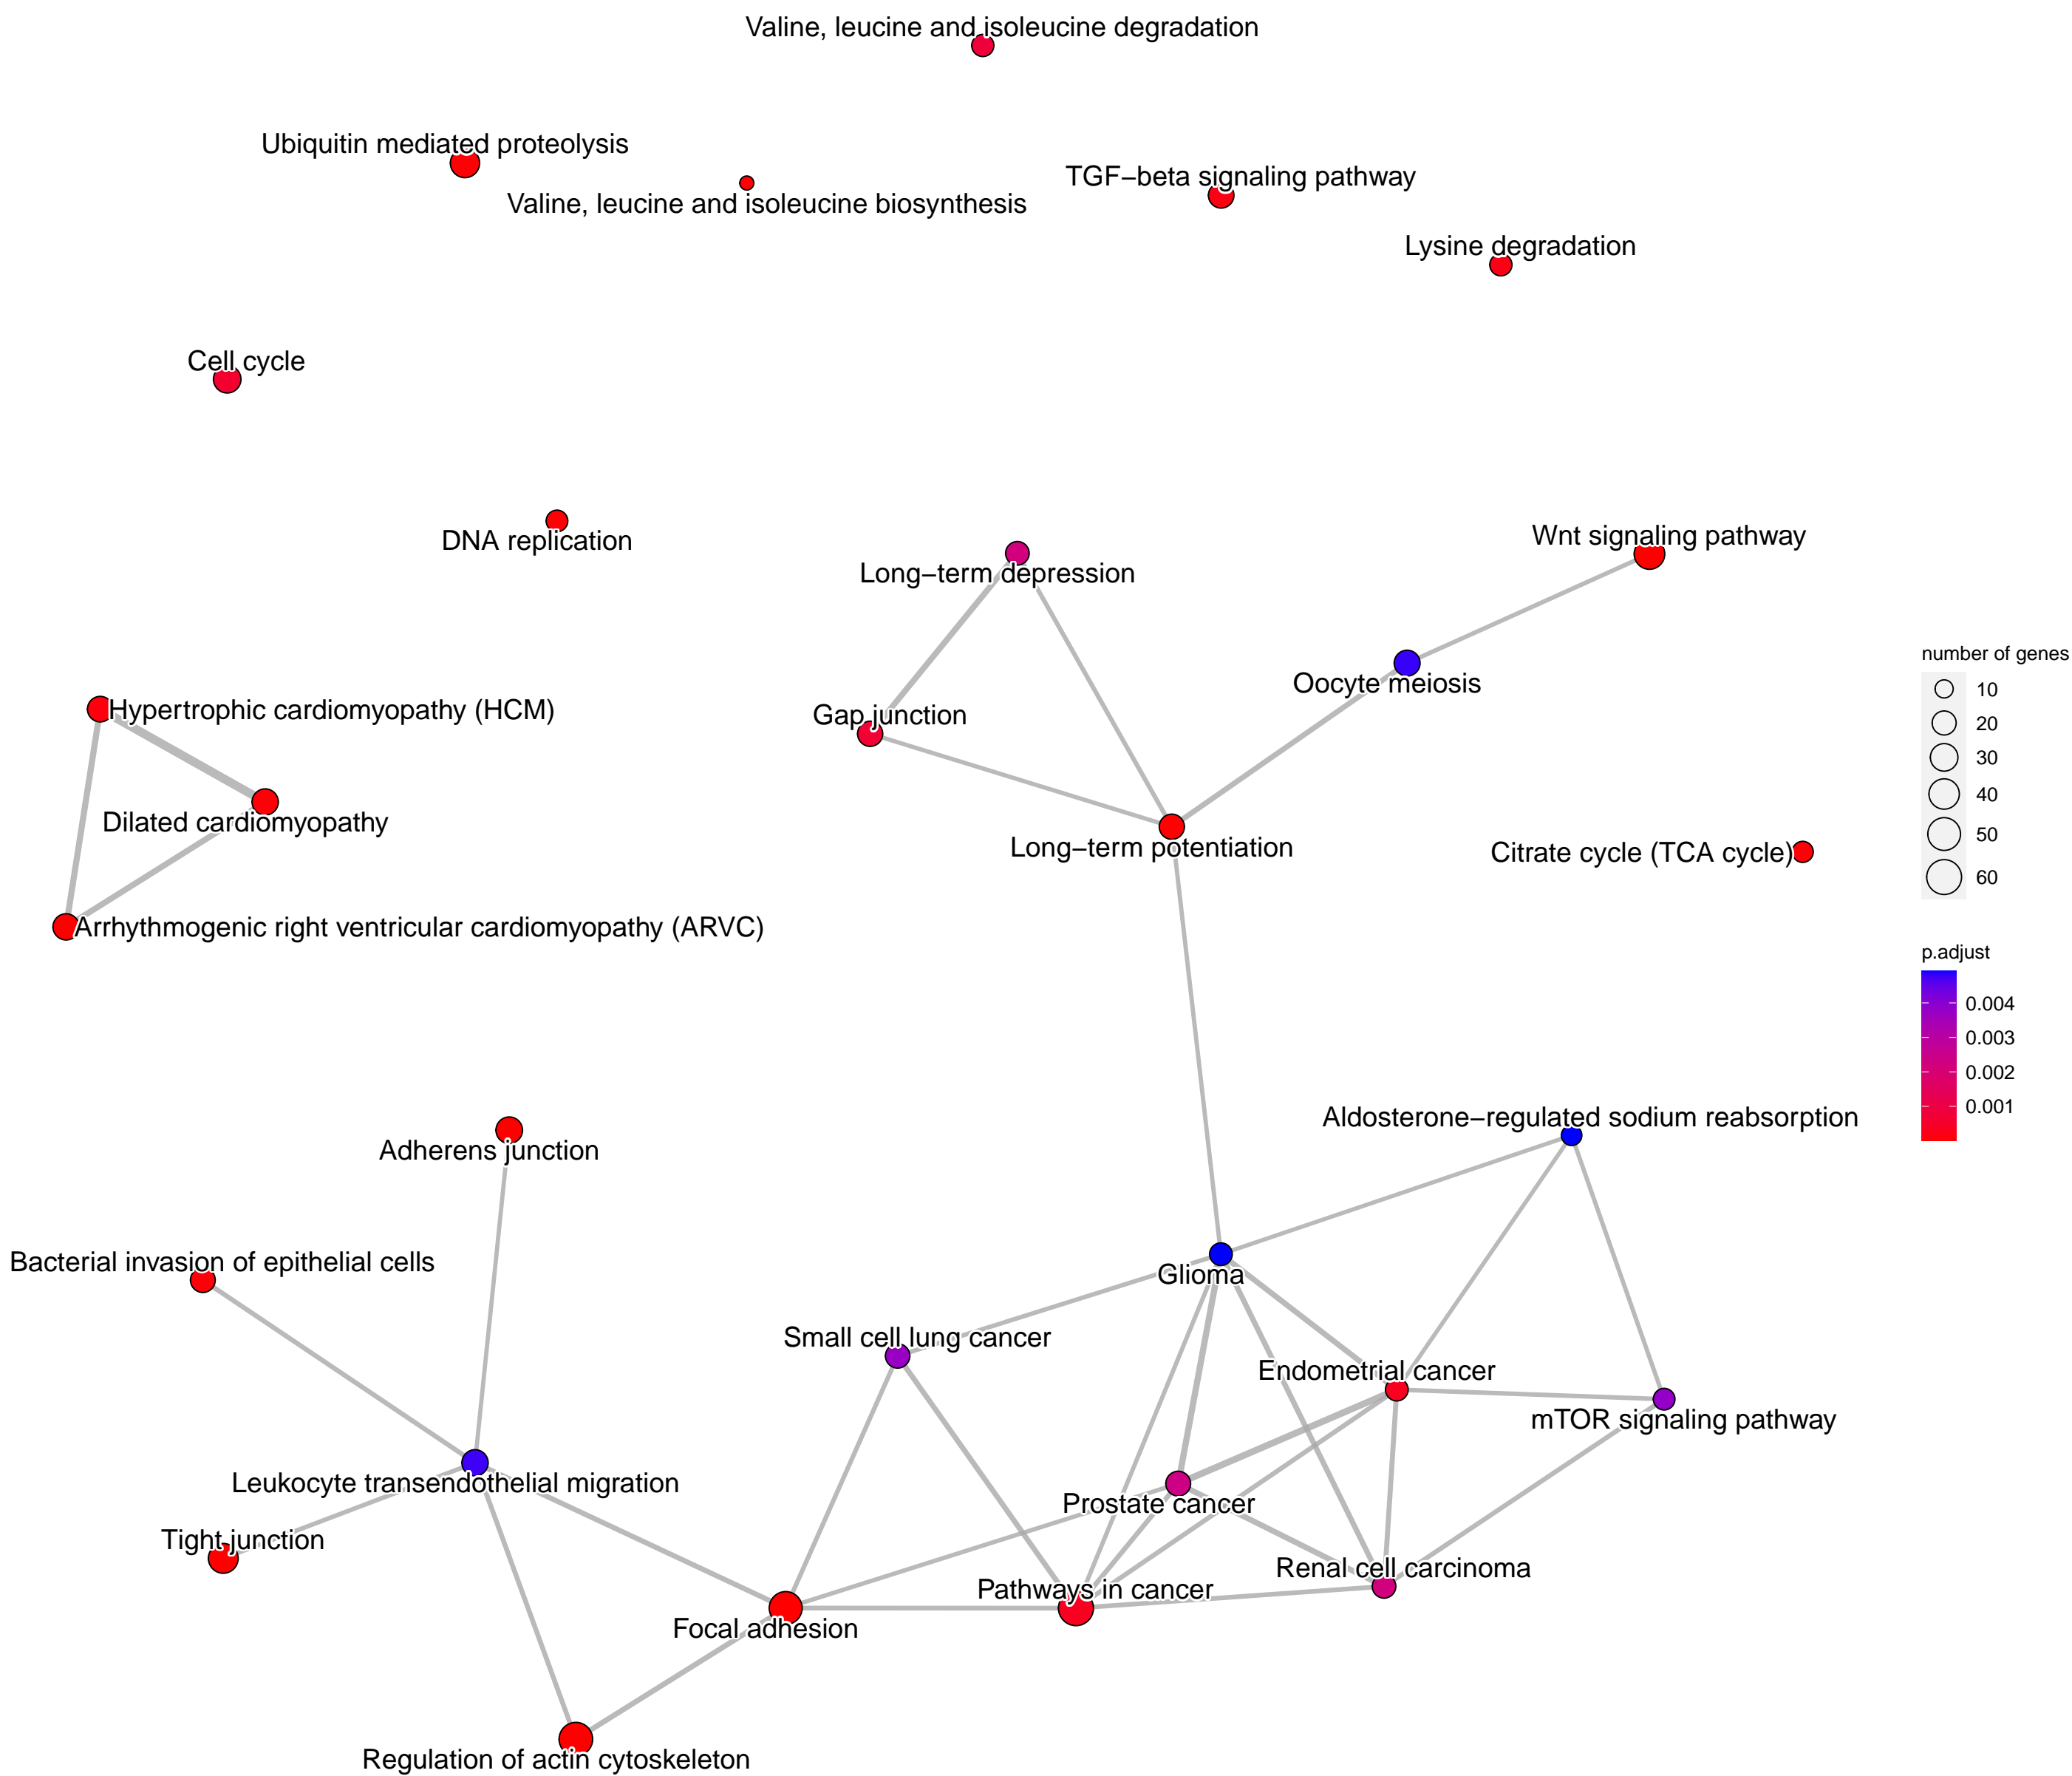 Valine, leucine and isoleucine degradation
Ubiquitin mediated proteolysis
TGF−beta signaling pathway
Valine, leucine and isoleucine biosynthesis
Lysine degradation
Cell cycle
DNA replication
Wnt signaling pathway
Long−term depression
Oocyte meiosis
number of genes
10
20
30
40
50
60
Hypertrophic cardiomyopathy (HCM)
Gap junction
Dilated cardiomyopathy
Long−term potentiation
Citrate cycle (TCA cycle)
Arrhythmogenic right ventricular cardiomyopathy (ARVC)
p.adjust
0.004
0.003
0.002
0.001
Aldosterone−regulated sodium reabsorption
Adherens junction
Bacterial invasion of epithelial cells
Glioma
Small cell lung cancer
Endometrial cancer
mTOR signaling pathway
Leukocyte transendothelial migration
Prostate cancer
Tight junction
Renal cell carcinoma
Pathways in cancer
Focal adhesion
Regulation of actin cytoskeleton